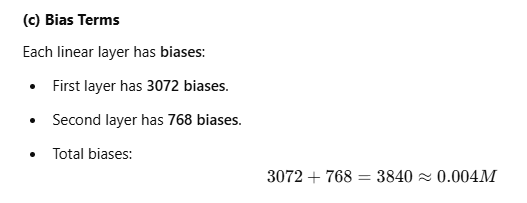 (c) Bias Terms
Each linear layer has biases:
• First layer has 3072 biases.
• Second layer has 768 biases.
• Total biases:
3072 + 768 = 3840 ≈ 0.004M